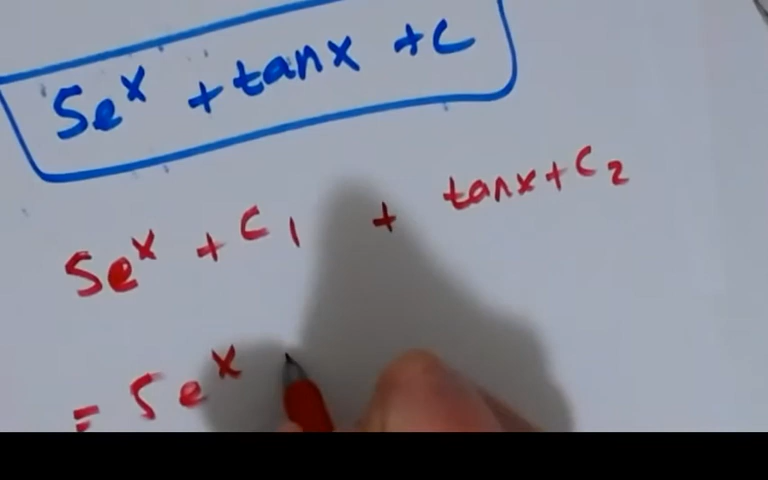 5e^x + tanx + C
5e^x + C₁ + tanx + C₂
= 5e^x